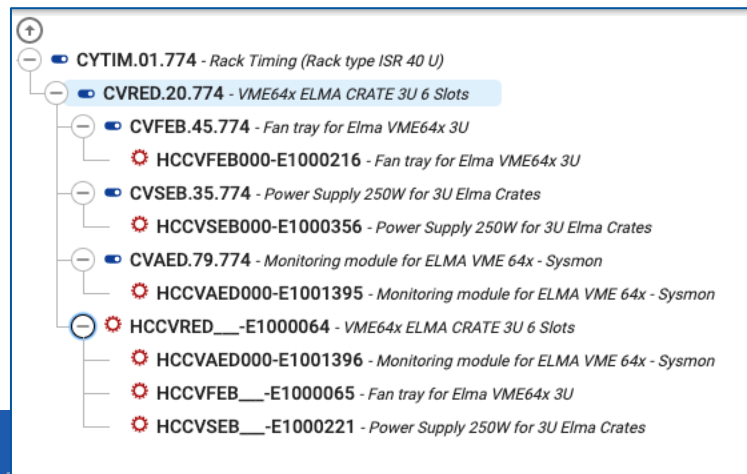 CYTIM.01.774 - Rack Timing (Rack type ISR 40 U)
CVRED.20.774 - VME64x ELMA CRATE 3U 6 Slots
CVFEB.45.774 - Fan tray for Elma VME64x 3U
HCCVFEB000-E1000216 - Fan tray for Elma VME64x 3U
CVSEB.35.774 - Power Supply 250W for 3U Elma Crates
HCCVSEB000-E1000356 - Power Supply 250W for 3U Elma Crates
CVAED.79.774 - Monitoring module for ELMA VME 64x - Sysmon
HCCVAED000-E1001395 - Monitoring module for ELMA VME 64x - Sysmon
HCCVRED___-E1000064 - VME64x ELMA CRATE 3U 6 Slots
HCCVAED000-E1001396 - Monitoring module for ELMA VME 64x - Sysmon
HCCVFEB___-E1000065 - Fan tray for Elma VME64x 3U
HCCVSEB___-E1000221 - Power Supply 250W for 3U Elma Crates